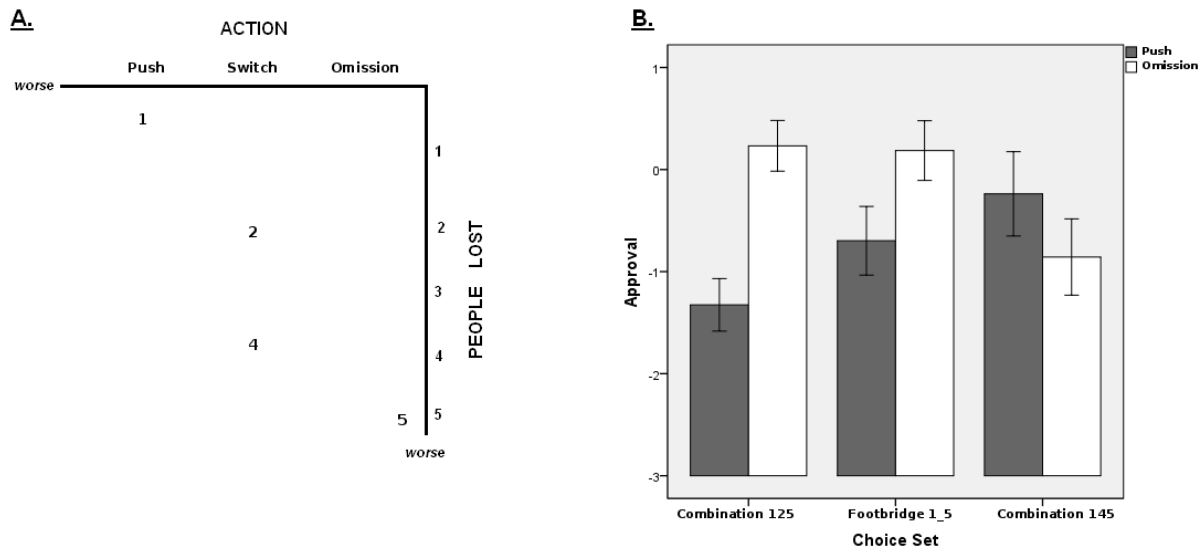 A.
ACTION
Push Switch Omission
worse
1
1
2
2
3
4
4
5
5
worse
PEOPLE LOST
B.
Push
Omission
1
0
-1
-2
-3
Approval
Combination 125 Footbridge 1_5 Combination 145
Choice Set